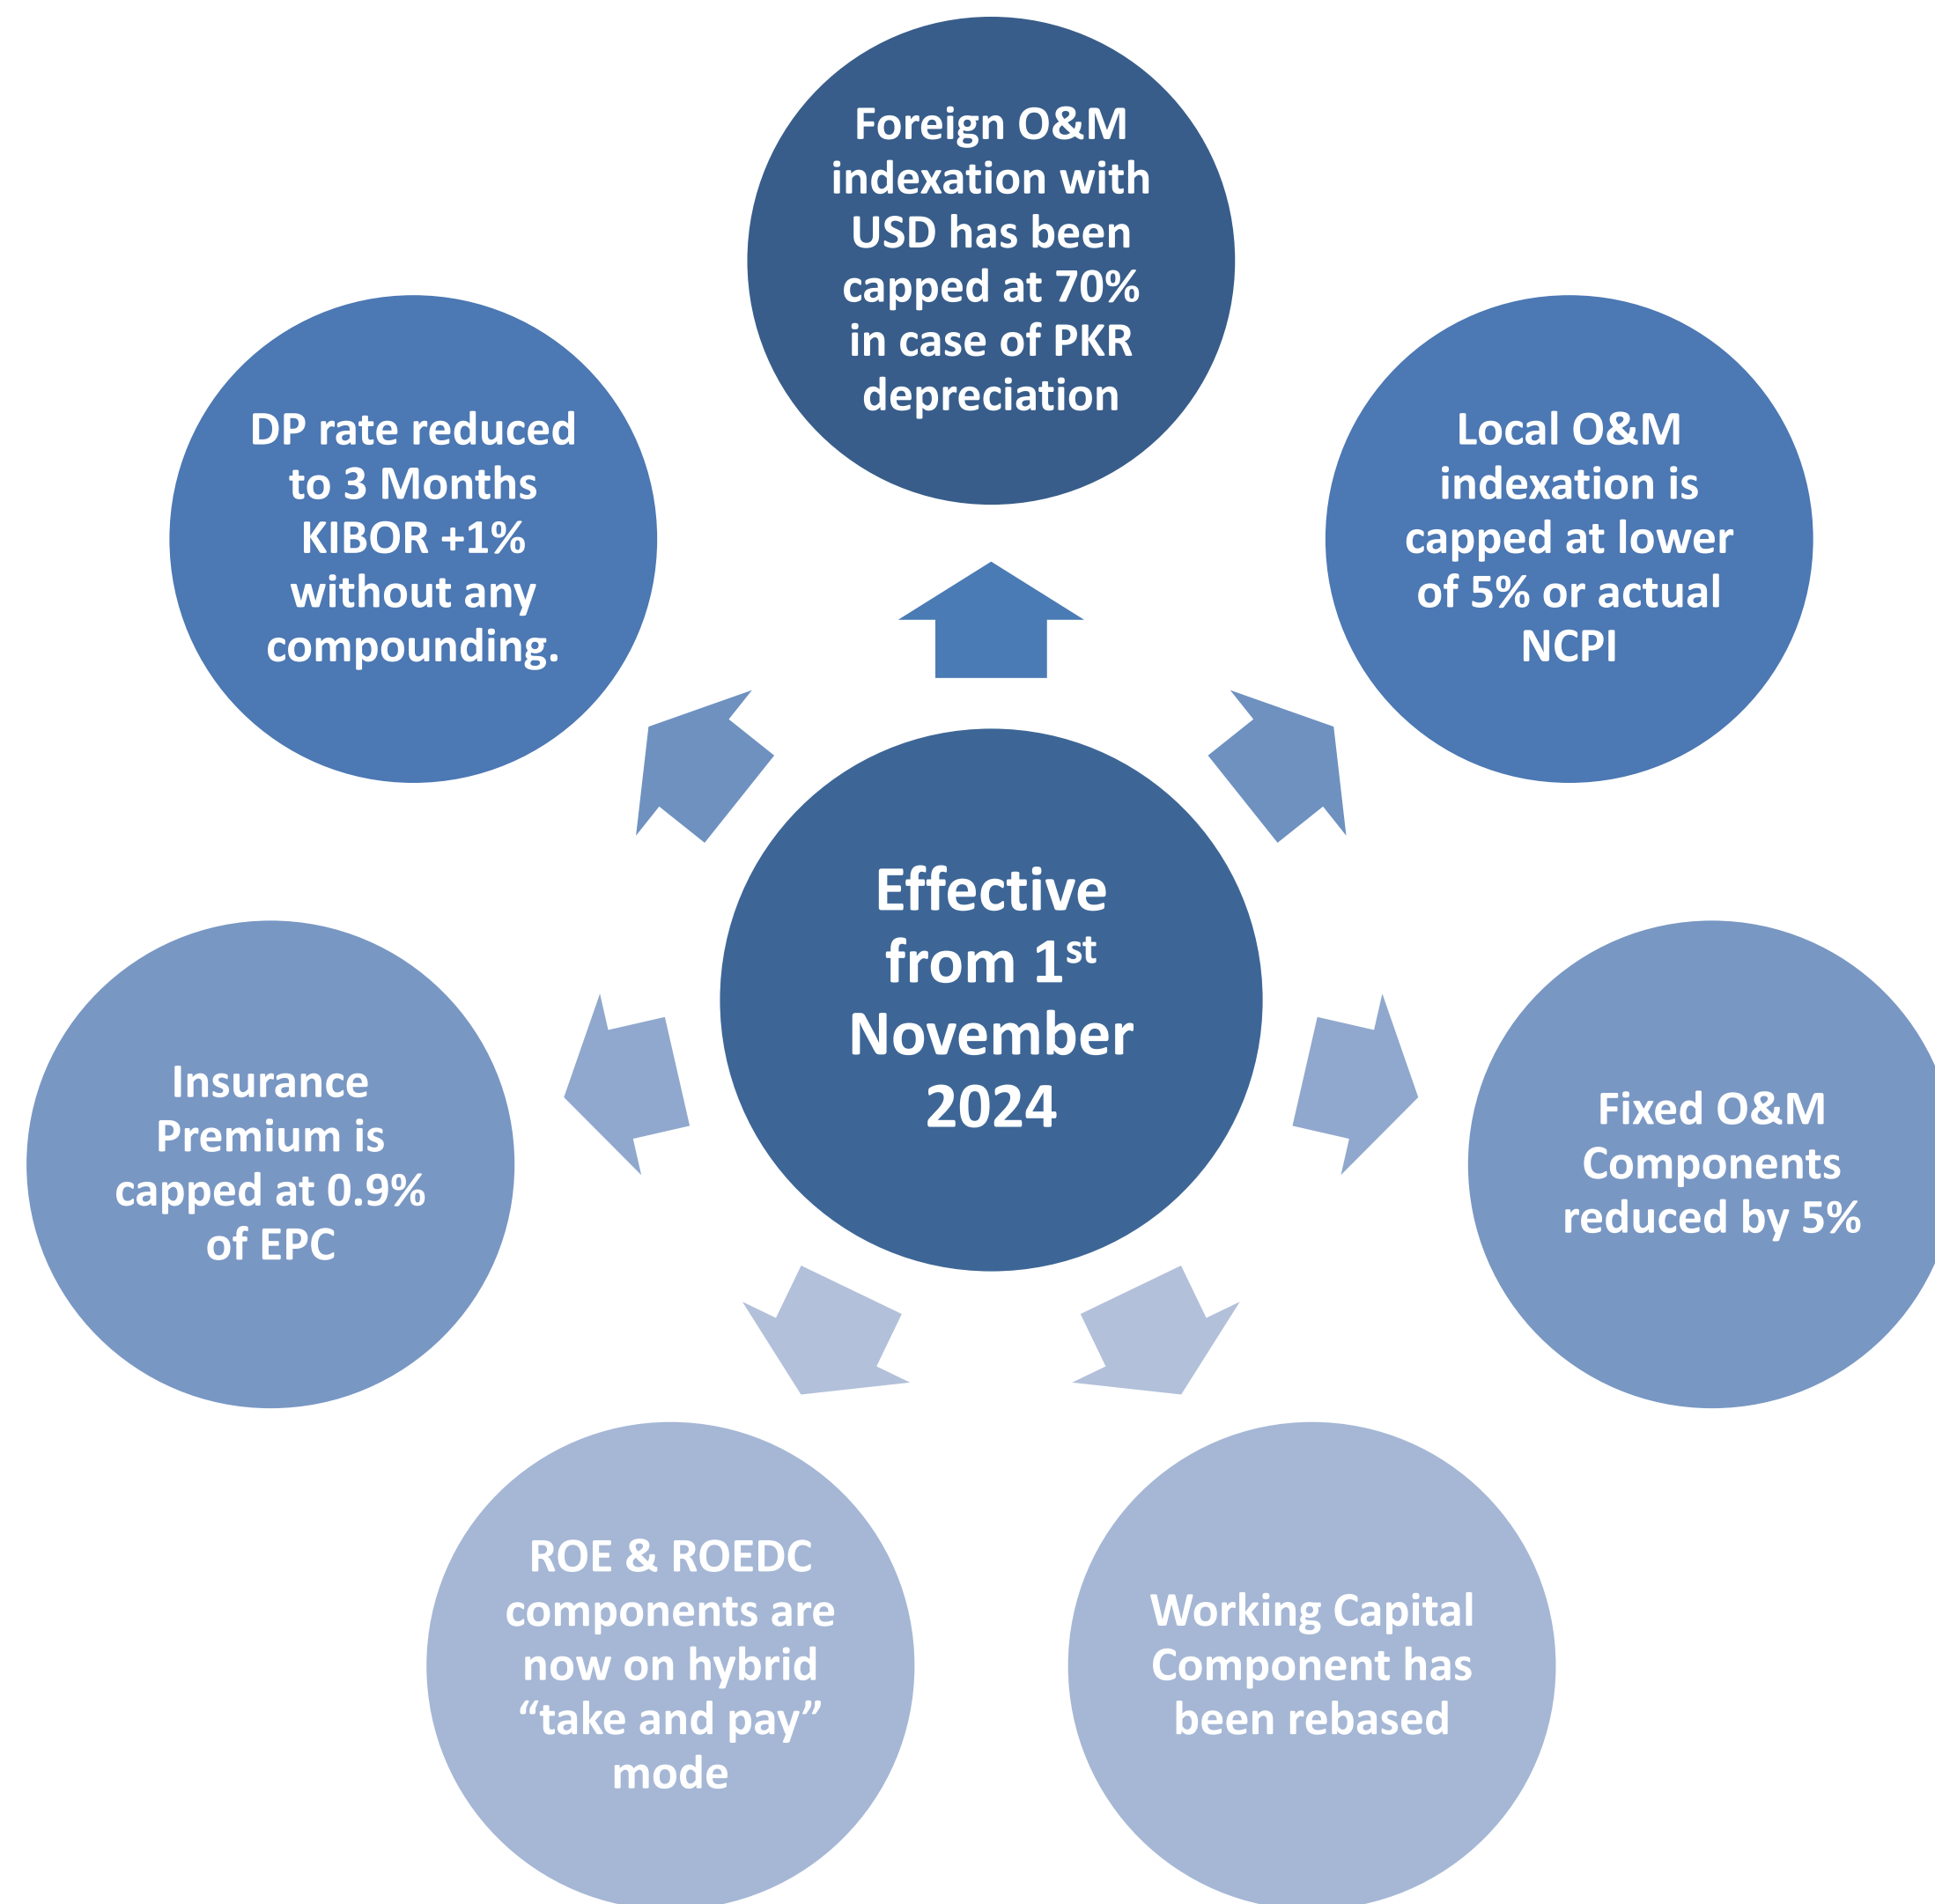 Foreign O&M
indexation with
USD has been
capped at 70%
in case of PKR
depreciation
Local O&M
indexation is
capped at lower
of 5% or actual
NCPI
Fixed O&M
Components
reduced by 5%
Working Capital
Component has
been rebased
ROE & ROEDC
components are
now on hybrid
“take and pay”
mode
Insurance
Premium is
capped at 0.9%
of EPC
DP rate reduced
to 3 Months
KIBOR +1%
without any
compounding.
Effective
from 1st
November
2024